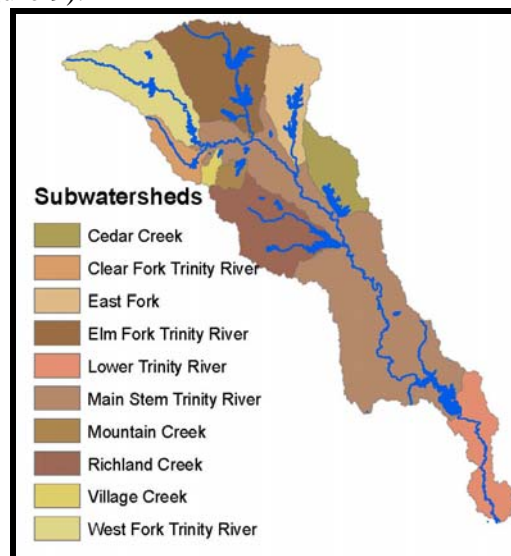 Subwatersheds
Cedar Creek
Clear Fork Trinity River
East Fork
Elm Fork Trinity River
Lower Trinity River
Main Stem Trinity River
Mountain Creek
Richland Creek
Village Creek
West Fork Trinity River